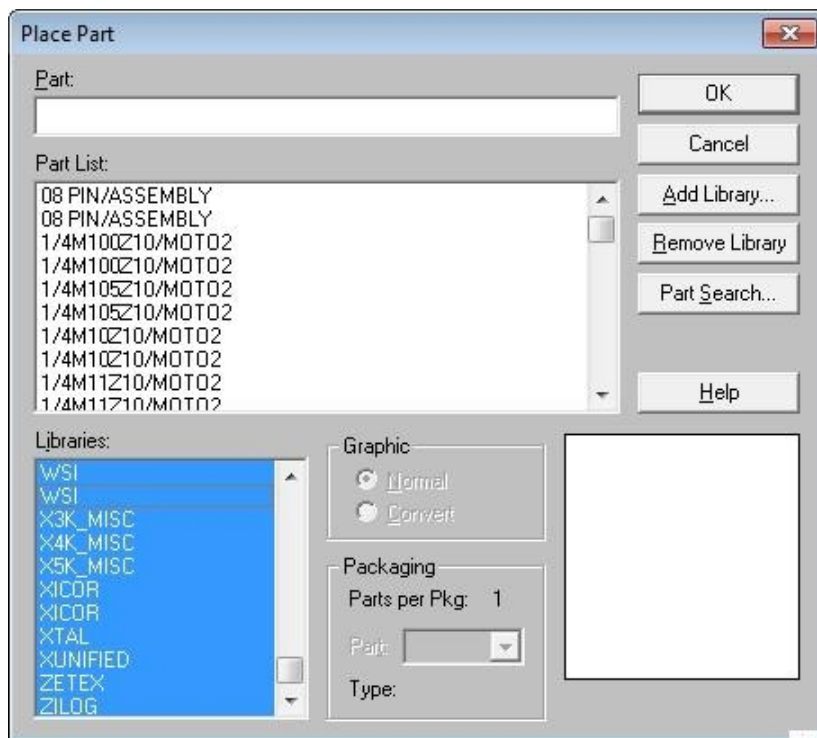 Place Part
Part:
OK
Cancel
Part List:
08 PIN/ASSEMBLY
08 PIN/ASSEMBLY
1/4M100Z10/MOTO2
1/4M100Z10/MOTO2
1/4M105Z10/MOTO2
1/4M105Z10/MOTO2
1/4M10Z10/MOTO2
1/4M10Z10/MOTO2
1/4M11Z10/MOTO2
1/4M11Z10/MOTO2
Add Library...
Remove Library
Part Search...
Help
Libraries:
WSI
WSI
X3K_MISC
X4K_MISC
X5K_MISC
XICOR
XICOR
XTAL
XUNIFIED
ZETEX
ZILOG
Graphic
Normal
Convert
Packaging
Parts per Pkg: 1
Part:
Type: